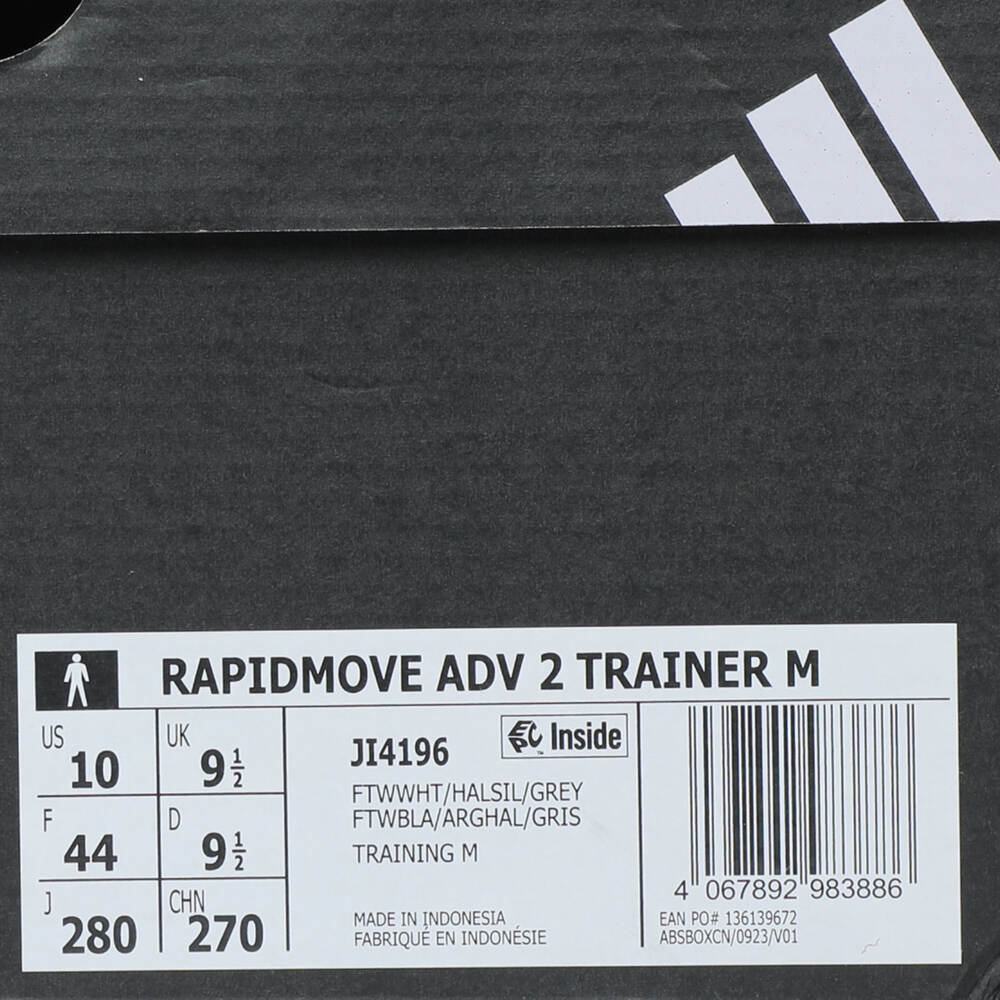 RAPIDMOVE ADV 2 TRAINER M
US 10
UK 9 1/2
F 44
D 9 1/2
J 280
CHN 270
JI4196
EPC Inside
™
FTWWHT/HALSIL/GREY
FTWBLA/ARGHAL/GRIS
TRAINING M
MADE IN INDONESIA
FABRIQUÉ EN INDONÉSIE
4 067892 983886
EAN PO# 136139672
ABSBOXCN/0923/V01